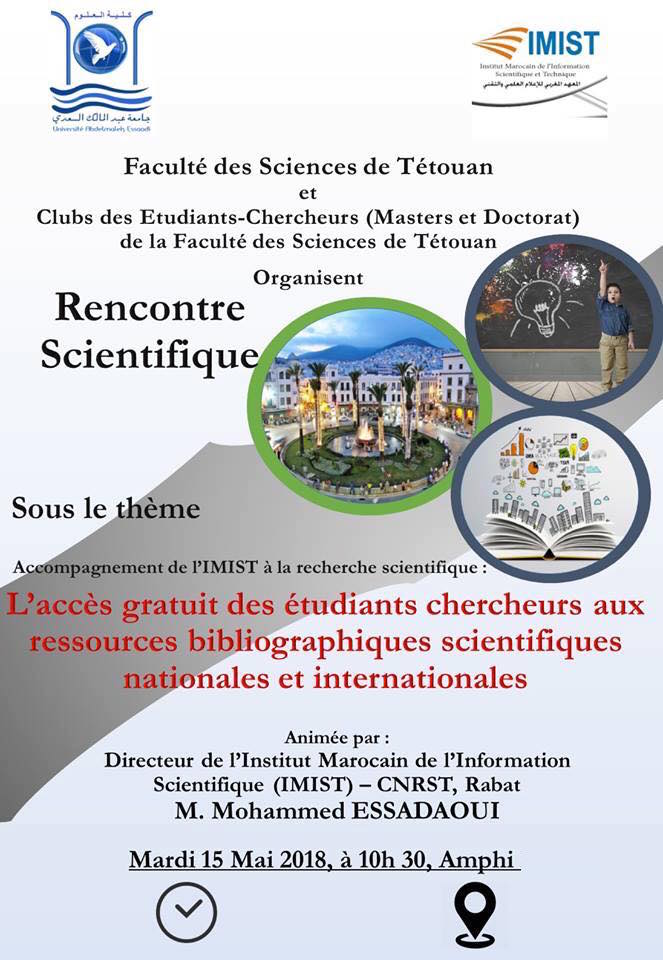 كلية العلوم
جامعة عبد المالك السعدي
Université Abdelmalek Essaadi
IMIST
Institut Marocain de l'Information
Scientifique et Technique
المعهد المغربي للإعلام العلمي والتقني
Faculté des Sciences de Tétouan
et
Clubs des Etudiants-Chercheurs (Masters et Doctorat)
de la Faculté des Sciences de Tétouan
Organisent
Rencontre
Scientifique
Sous le thème
Accompagnement de l'IMIST à la recherche scientifique :
L'accès gratuit des étudiants chercheurs aux
ressources bibliographiques scientifiques
nationales et internationales
Animée par :
Directeur de l'Institut Marocain de l'Information
Scientifique (IMIST) – CNRST, Rabat
M. Mohammed ESSADAOUI
Mardi 15 Mai 2018, à 10h 30, Amphi